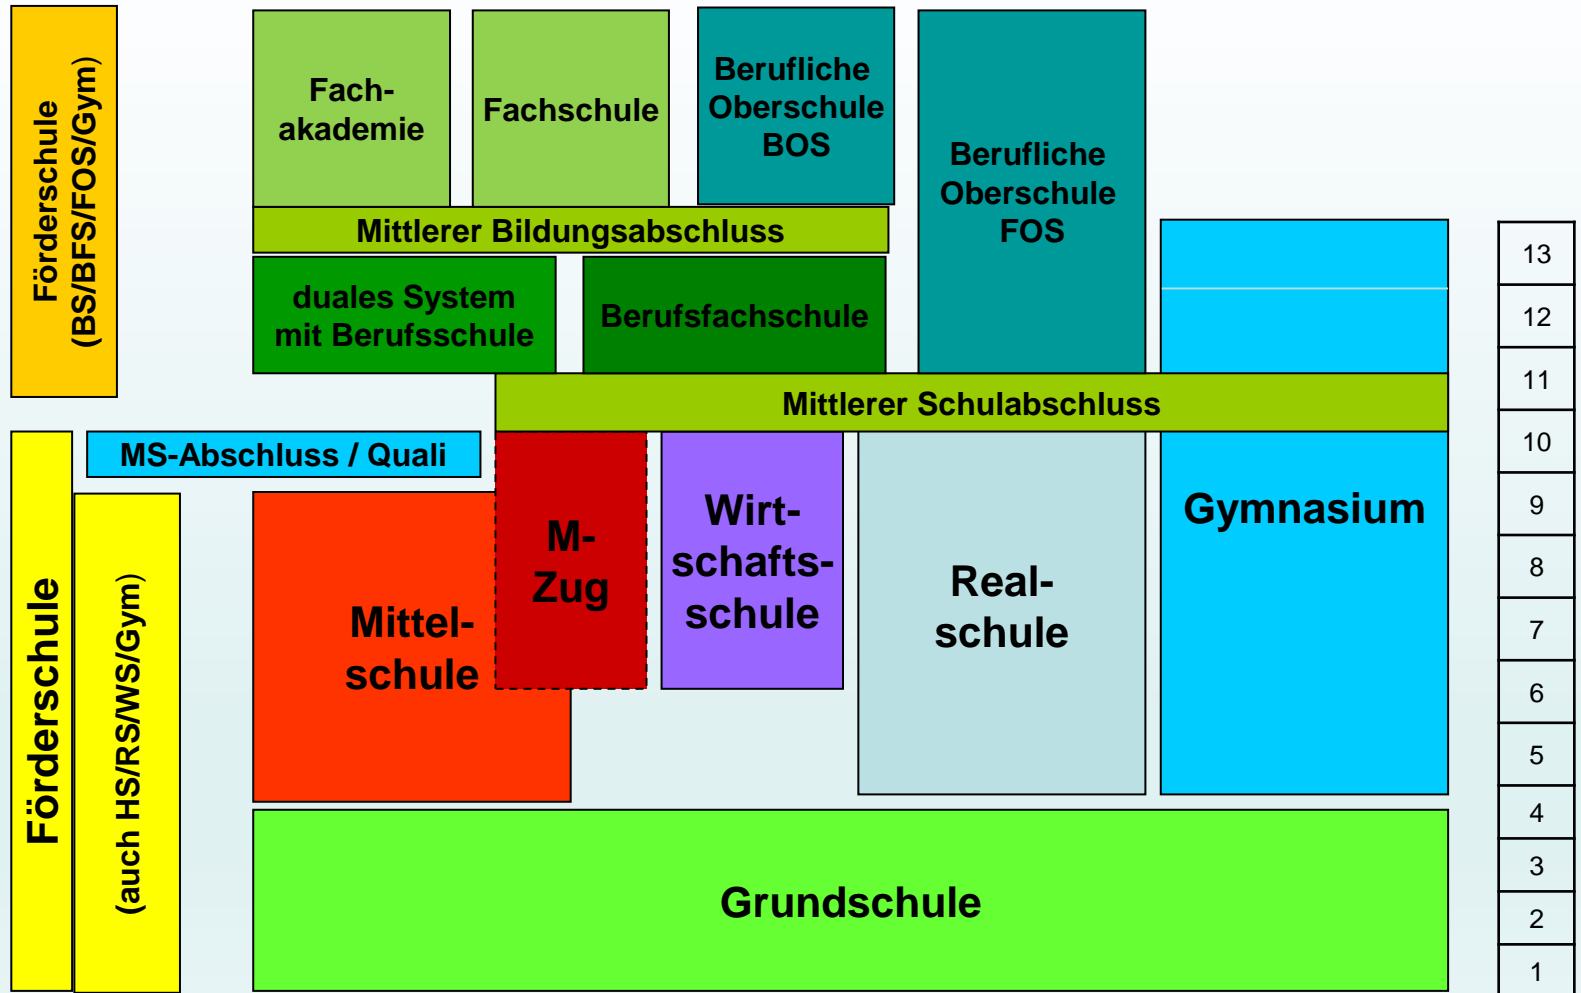 Förderschule
(BS/BFS/FOS/Gym)
Fach-
akademie
Fachschule
Berufliche
Oberschule
BOS
Berufliche
Oberschule
FOS
Mittlerer Bildungsabschluss
duales System
mit Berufsschule
Berufsfachschule
Mittlerer Schulabschluss
MS-Abschluss / Quali
Förderschule
(auch HS/RS/WS/Gym)
Mittel-
schule
M-
Zug
Wirt-
schafts-
schule
Real-
schule
Gymnasium
Grundschule
13
12
11
10
9
8
7
6
5
4
3
2
1